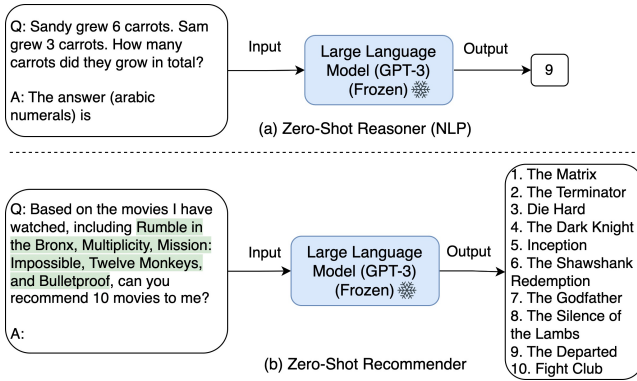 Q: Sandy grew 6 carrots. Sam
grew 3 carrots. How many
carrots did they grow in total?
A: The answer (arabic
numerals) is
Input
Large Language
Model (GPT-3)
(Frozen)
Output
9
(a) Zero-Shot Reasoner (NLP)
Q: Based on the movies I have
watched, including Rumble in
the Bronx, Multiplicity, Mission:
Impossible, Twelve Monkeys,
and Bulletproof, can you
recommend 10 movies to me?
A:
Input
Large Language
Model (GPT-3)
(Frozen)
Output
1. The Matrix
2. The Terminator
3. Die Hard
4. The Dark Knight
5. Inception
6. The Shawshank
Redemption
7. The Godfather
8. The Silence of
the Lambs
9. The Departed
10. Fight Club
(b) Zero-Shot Recommender